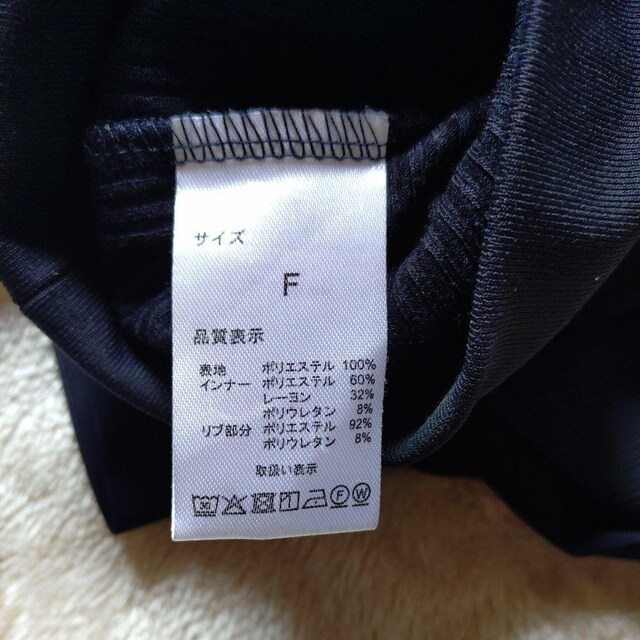 サイズ
F
品質表示
表地 ポリエステル 100%
インナー ポリエステル 60%
レーヨン 32%
ポリウレタン 8%
リブ部分 ポリエステル 92%
ポリウレタン 8%
取扱い表示
F W